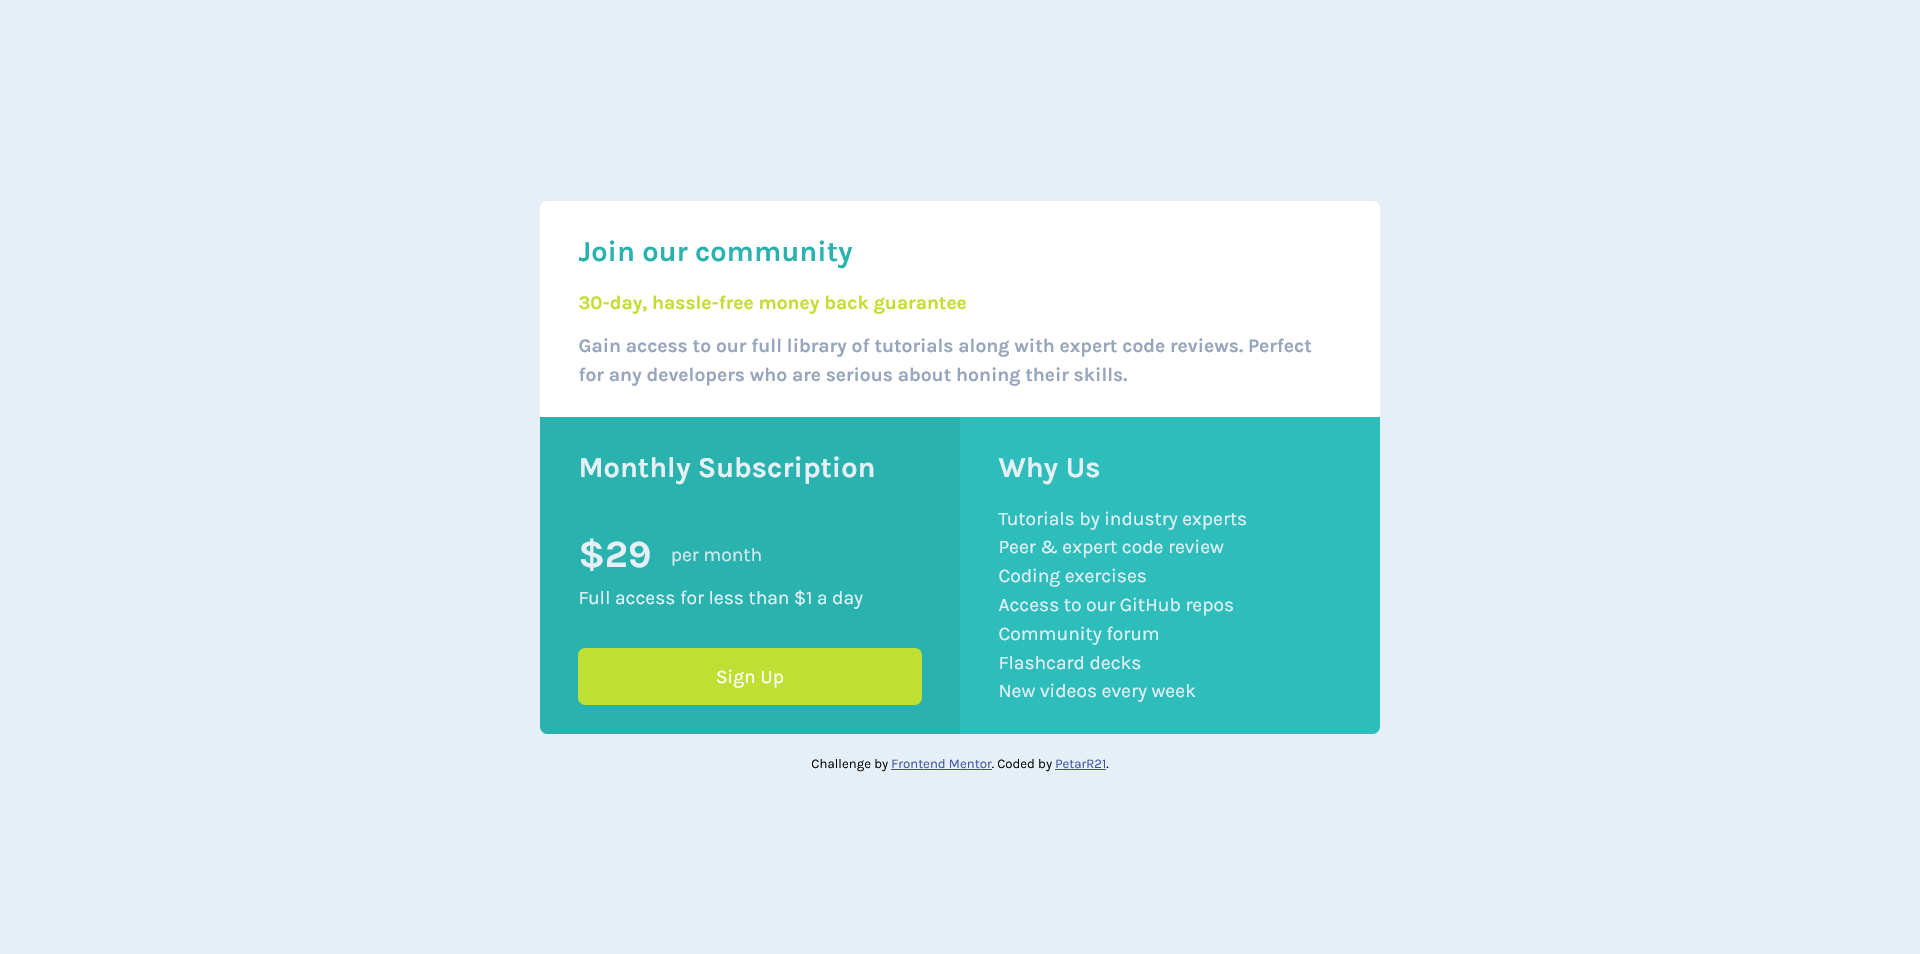 Join our community
30-day, hassle-free money back guarantee
Gain access to our full library of tutorials along with expert code reviews. Perfect
for any developers who are serious about honing their skills.
Monthly Subscription
$29 per month
Full access for less than $1 a day
Sign Up
Why Us
Tutorials by industry experts
Peer & expert code review
Coding exercises
Access to our GitHub repos
Community forum
Flashcard decks
New videos every week
Challenge by Frontend Mentor. Coded by PetarR21.